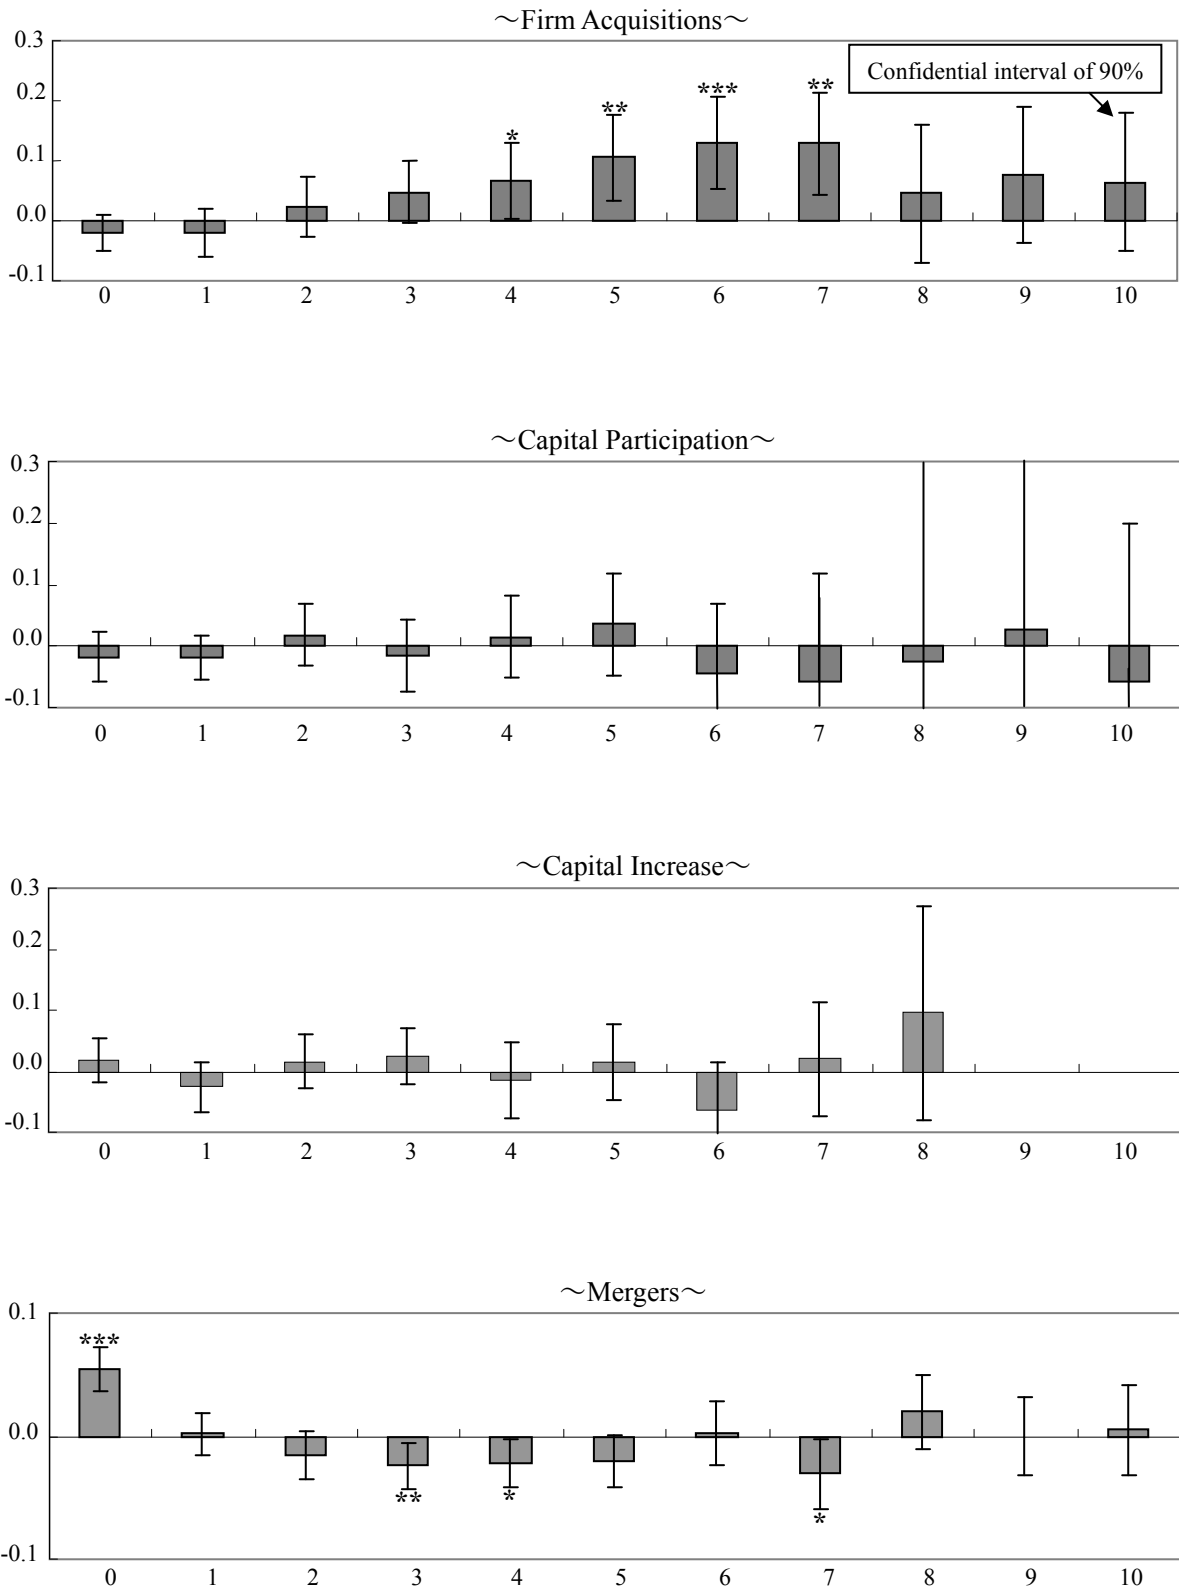 ～Firm Acquisitions～
0.3
Confidential interval of 90%
0.2
*** **
**
*
0.1
0.0
-0.1
0 1 2 3 4 5 6 7 8 9 10
～Capital Participation～
0.3
0.2
0.1
0.0
-0.1
0 1 2 3 4 5 6 7 8 9 10
～Capital Increase～
0.3
0.2
0.1
0.0
-0.1
0 1 2 3 4 5 6 7 8 9 10
～Mergers～
0.1
***
0.0
** *
*
-0.1
0 1 2 3 4 5 6 7 8 9 10